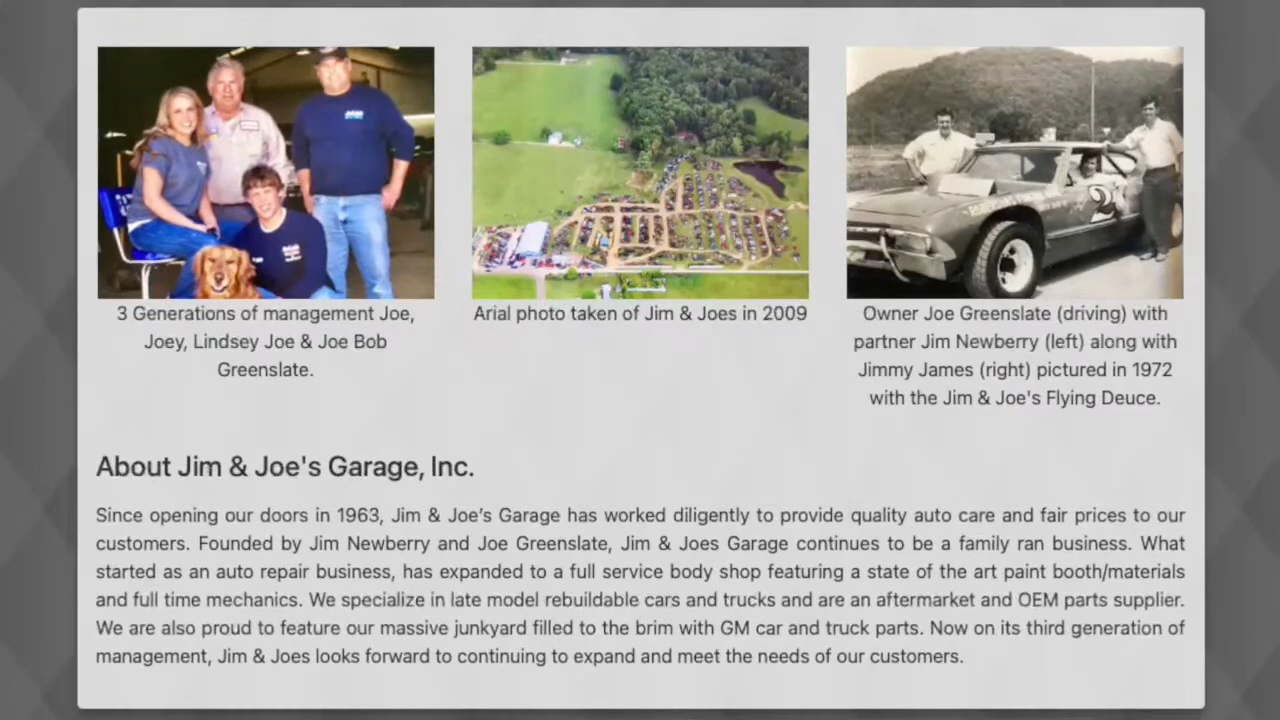 3 Generations of management Joe,
Joey, Lindsey Joe & Joe Bob
Greenslate.
Arial photo taken of Jim & Joes in 2009
2
Owner Joe Greenslate (driving) with
partner Jim Newberry (left) along with
Jimmy James (right) pictured in 1972
with the Jim & Joe's Flying Deuce.
About Jim & Joe's Garage, Inc.
Since opening our doors in 1963, Jim & Joe’s Garage has worked diligently to provide quality auto care and fair prices to our
customers. Founded by Jim Newberry and Joe Greenslate, Jim & Joes Garage continues to be a family ran business. What
started as an auto repair business, has expanded to a full service body shop featuring a state of the art paint booth/materials
and full time mechanics. We specialize in late model rebuildable cars and trucks and are an aftermarket and OEM parts supplier.
We are also proud to feature our massive junkyard filled to the brim with GM car and truck parts. Now on its third generation of
management, Jim & Joes looks forward to continuing to expand and meet the needs of our customers.